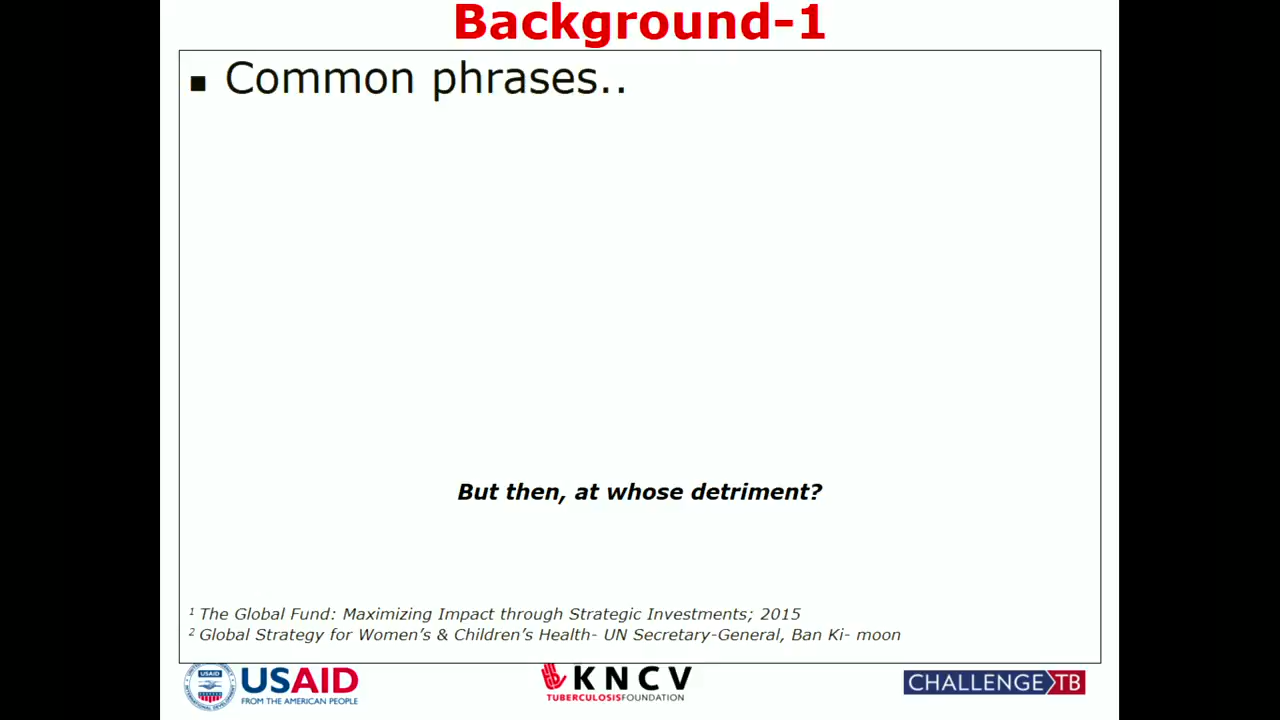 Background-1
Common phrases..
But then, at whose detriment?
1 The Global Fund: Maximizing Impact through Strategic Investments; 2015
2 Global Strategy for Women's & Children's Health- UN Secretary-General, Ban Ki- moon
USAID
USAID
FROM THE AMERICAN PEOPLE
KNCV
TUBERCULOSISFOUNDATION
CHALLENGE TB